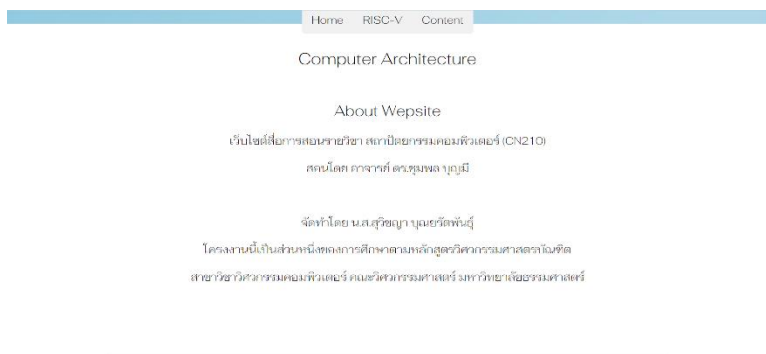 Home RISC-V Content
Computer Architecture
About Wepsite
เว็บไซต์สื่อการสอนรายวิชา สถาปัตยกรรมคอมพิวเตอร์ (CN210)
สอนโดย อาจารย์ ดร.ชุมพล บุญมี
จัดทำโดย น.ส.สุวิชญา บุณยรัตพันธุ์
โครงงานนี้เป็นส่วนหนึ่งของการศึกษาตามหลักสูตรวิศวกรรมศาสตรบัณฑิต
สาขาวิชาวิศวกรรมคอมพิวเตอร์ คณะวิศวกรรมศาสตร์ มหาวิทยาลัยธรรมศาสตร์